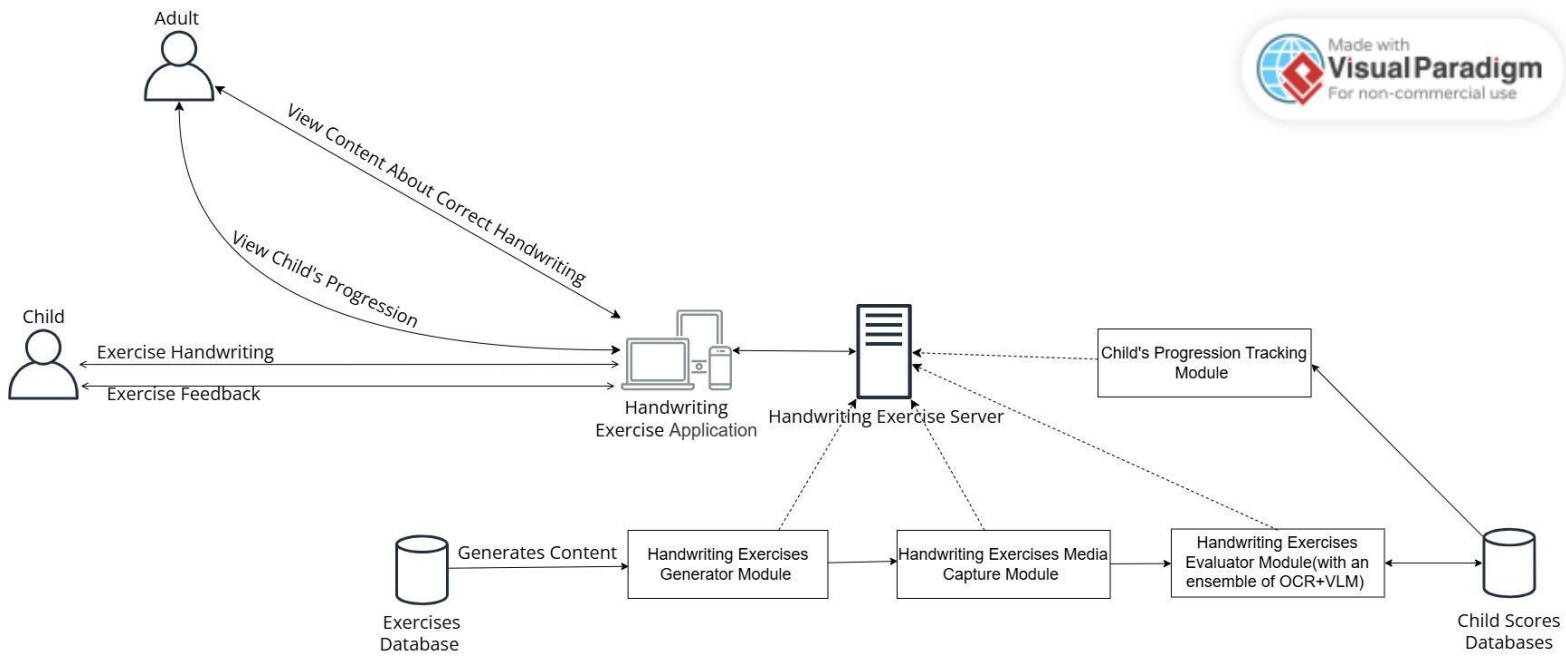 Adult
Made with
Visual Paradigm
For non-commercial use
View Content About Correct Handwriting
View Child's Progression
Child
Exercise Handwriting
Exercise Feedback
Handwriting
Exercise Application
Handwriting Exercise Server
Child's Progression Tracking
Module
Exercises
Database
Generates Content
Handwriting Exercises
Generator Module
Handwriting Exercises Media
Capture Module
Handwriting Exercises
Evaluator Module(with an
ensemble of OCR+VLM)
Child Scores
Databases